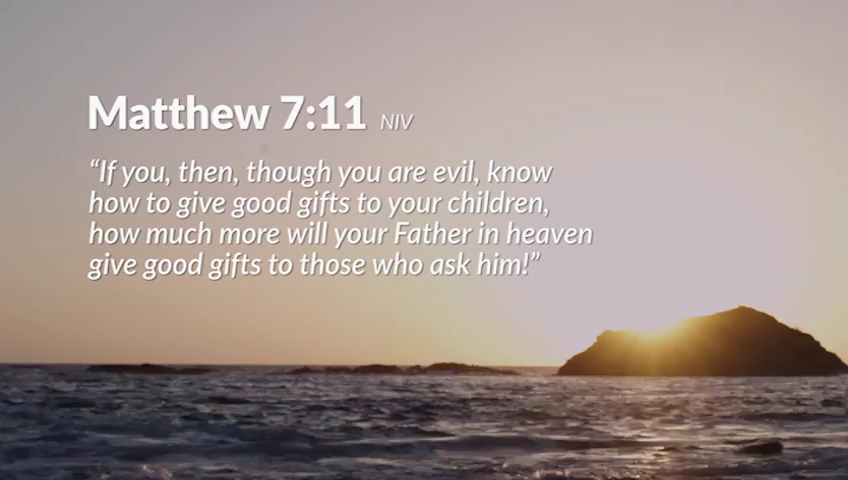 Matthew 7:11 NIV
“If you, then, though you are evil, know
how to give good gifts to your children,
how much more will your Father in heaven
give good gifts to those who ask him!”